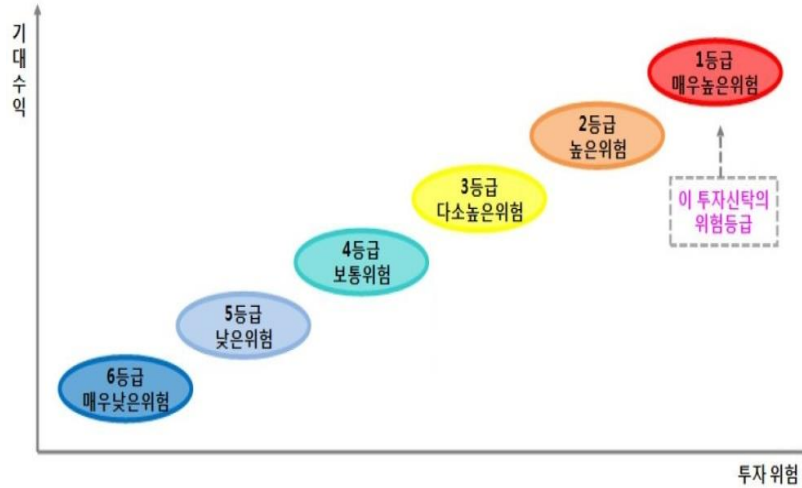 기대수익
1등급
매우높은위험
2등급
높은위험
이 투자신탁의
위험등급
3등급
다소높은위험
4등급
보통위험
5등급
낮은위험
6등급
매우낮은위험
투자 위험